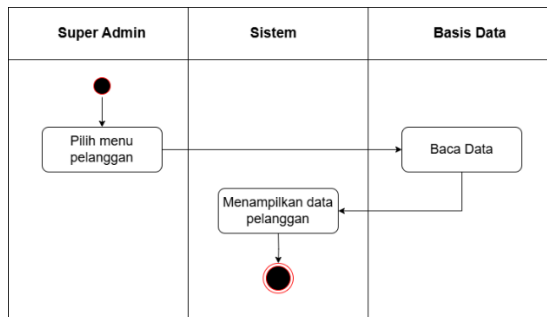 Super Admin
Sistem
Basis Data
Pilih menu
pelanggan
Baca Data
Menampilkan data
pelanggan